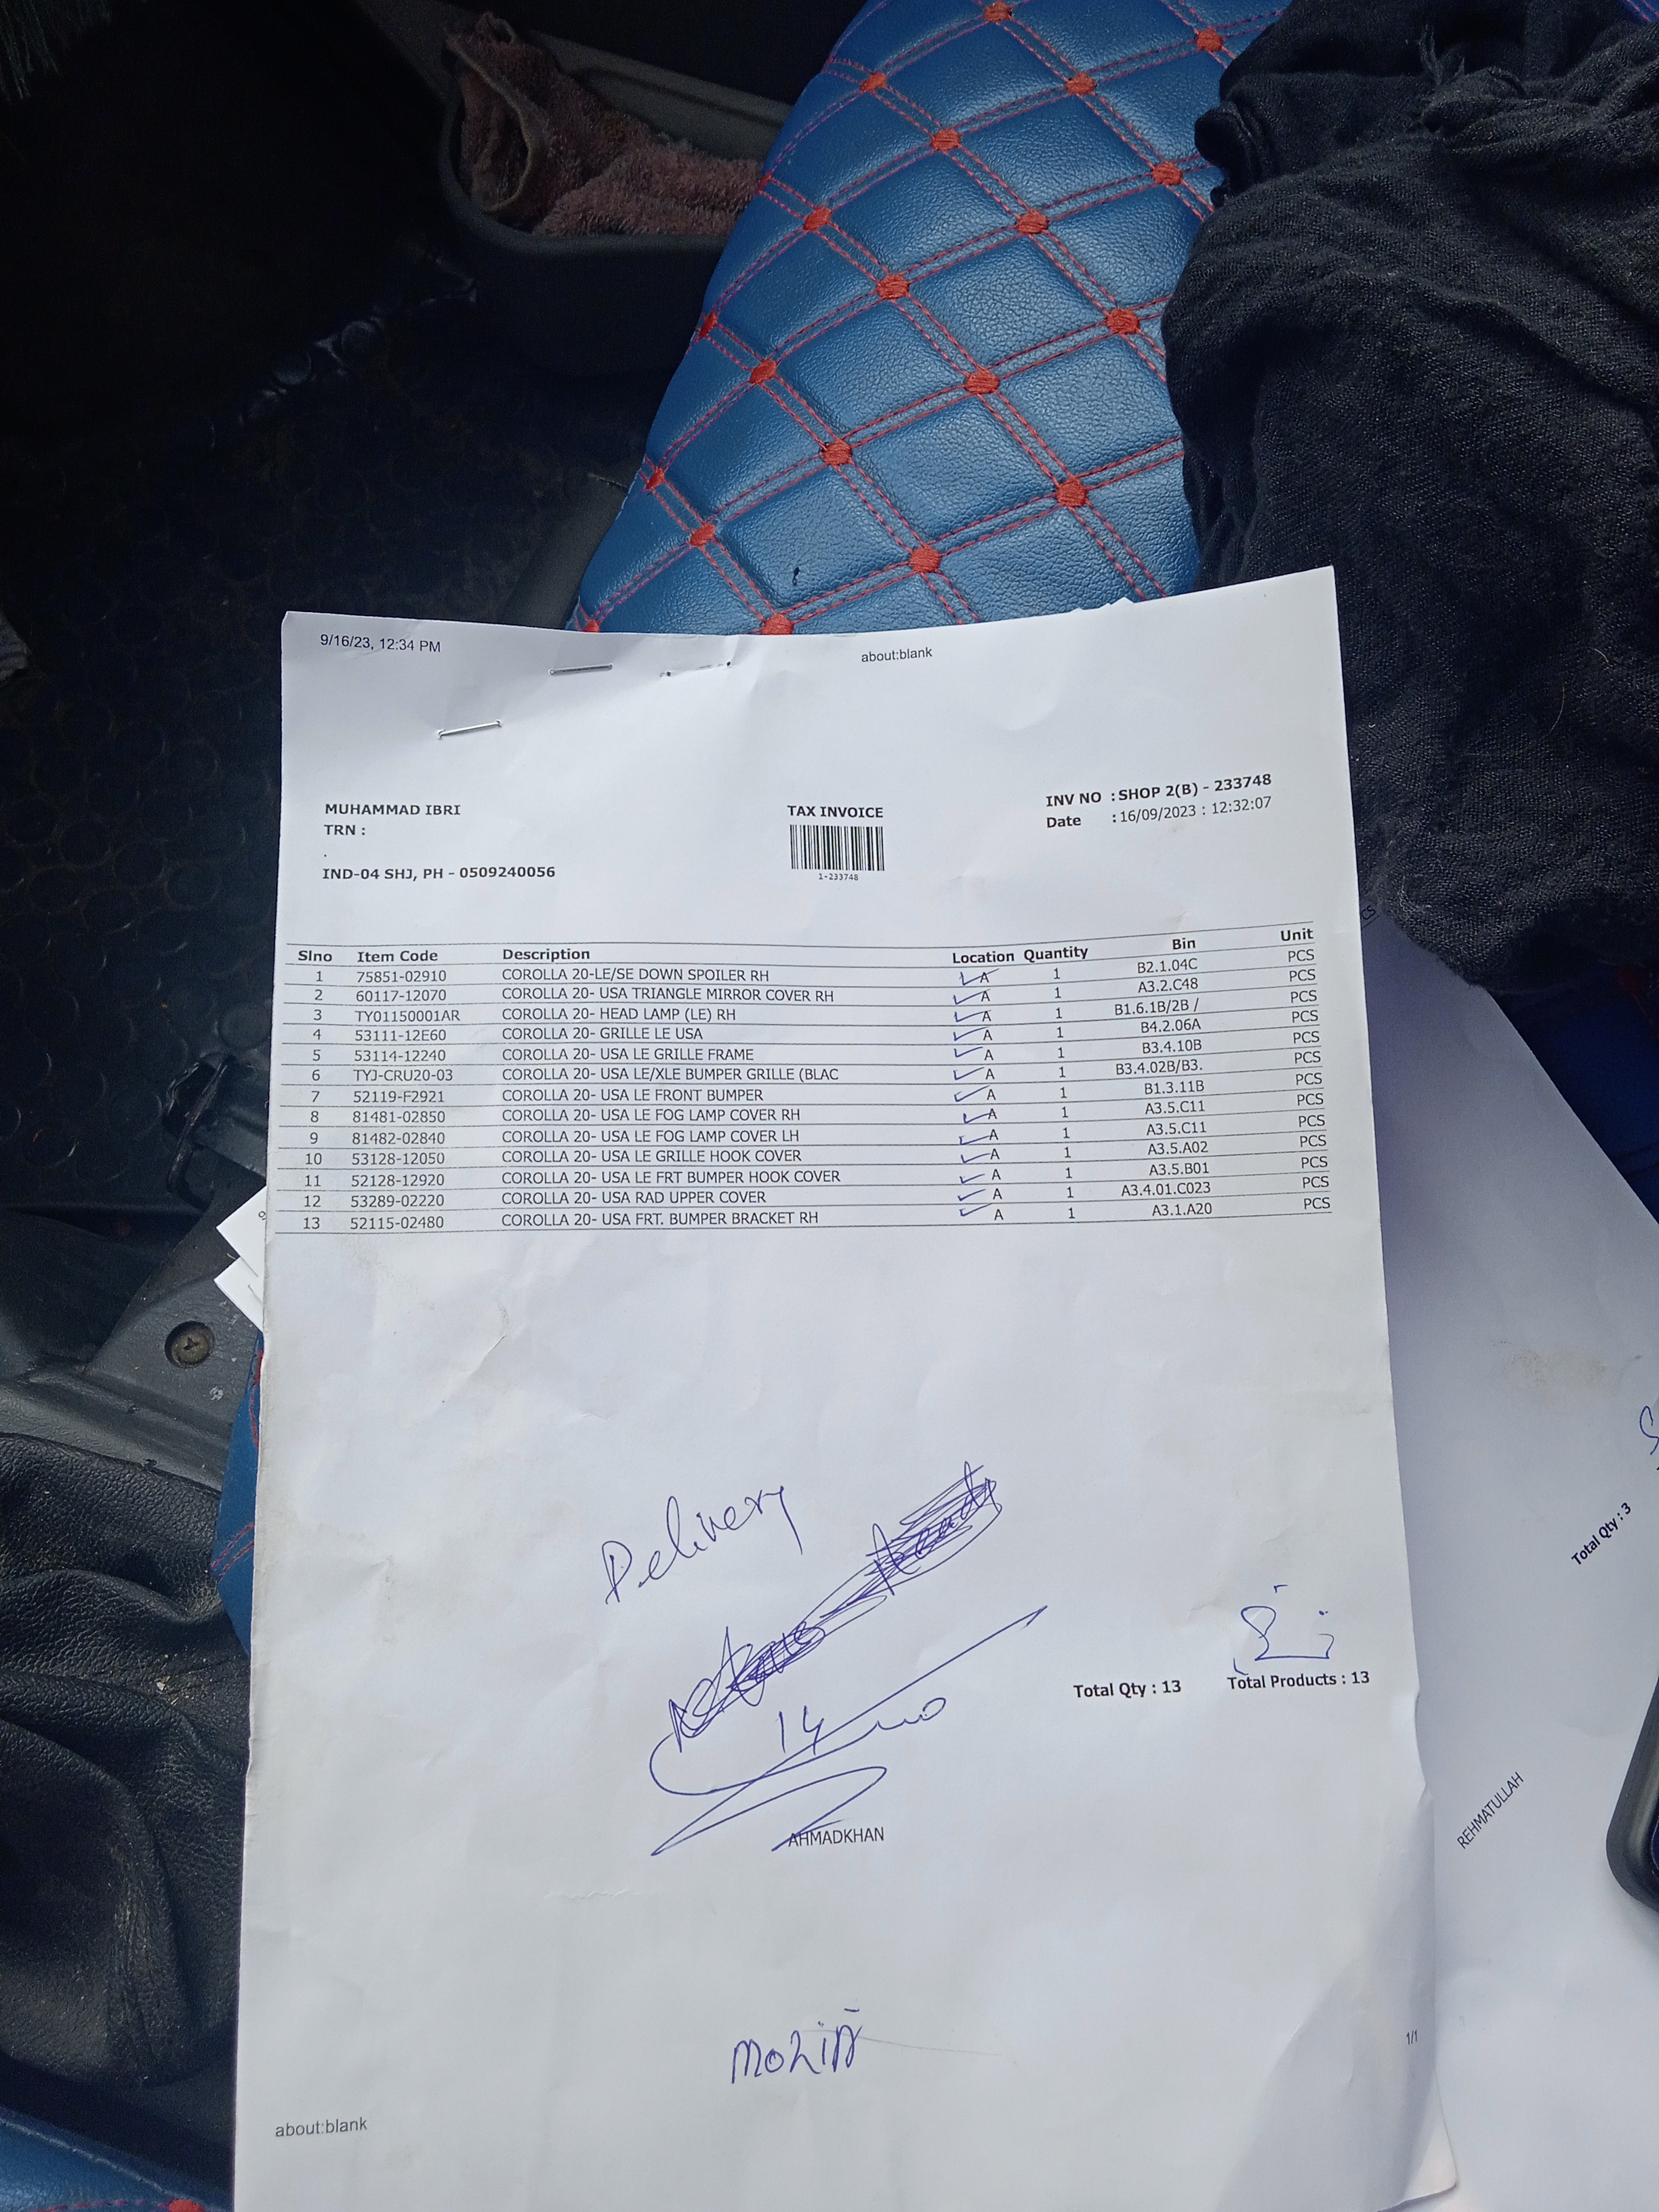 9/16/23, 12:34 PM
about:blank
MUHAMMAD IBRI
TRN :
.
IND-04 SHJ, PH - 0509240056
TAX INVOICE
1-233748
INV NO : SHOP 2(B) - 233748
Date : 16/09/2023 : 12:32:07
Slno Item Code Description Location Quantity Bin Unit
1 75851-02910 COROLLA 20-LE/SE DOWN SPOILER RH A 1 B2.1.04C PCS
2 60117-12070 COROLLA 20- USA TRIANGLE MIRROR COVER RH A 1 A3.2.C48 PCS
3 TY01150001AR COROLLA 20- HEAD LAMP (LE) RH A 1 B1.6.1B/2B / PCS
4 53111-12E60 COROLLA 20- GRILLE LE USA A 1 B4.2.06A PCS
5 53114-12240 COROLLA 20- USA LE GRILLE FRAME A 1 B3.4.10B PCS
6 TYJ-CRU20-03 COROLLA 20- USA LE/XLE BUMPER GRILLE (BLAC A 1 B3.4.02B/B3. PCS
7 52119-F2921 COROLLA 20- USA LE FRONT BUMPER A 1 B1.3.11B PCS
8 81481-02850 COROLLA 20- USA LE FOG LAMP COVER RH A 1 A3.5.C11 PCS
9 81482-02840 COROLLA 20- USA LE FOG LAMP COVER LH A 1 A3.5.C11 PCS
10 53128-12050 COROLLA 20- USA LE GRILLE HOOK COVER A 1 A3.5.A02 PCS
11 52128-12920 COROLLA 20- USA LE FRT BUMPER HOOK COVER A 1 A3.5.B01 PCS
12 53289-02220 COROLLA 20- USA RAD UPPER COVER A 1 A3.4.01.C023 PCS
13 52115-02480 COROLLA 20- USA FRT. BUMPER BRACKET RH A 1 A3.1.A20 PCS
Delivery
14
Total Qty : 13 Total Products : 13
AHMADKHAN
1/1
about:blank
Total Qty : 3
REHMATULLAH